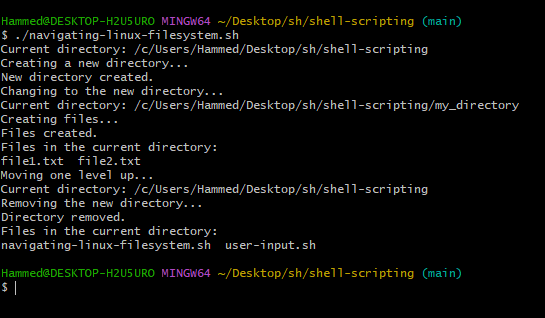 Hammed@DESKTOP-H2U5URO MINGW64 ~/Desktop/sh/shell-scripting (main)
$ ./navigating-linux-filesystem.sh
Current directory: /c/Users/Hammed/Desktop/sh/shell-scripting
Creating a new directory...
New directory created.
Changing to the new directory...
Current directory: /c/Users/Hammed/Desktop/sh/shell-scripting/my_directory
Creating files...
Files created.
Files in the current directory:
file1.txt  file2.txt
Moving one level up...
Current directory: /c/Users/Hammed/Desktop/sh/shell-scripting
Removing the new directory...
Directory removed.
Files in the current directory:
navigating-linux-filesystem.sh  user-input.sh
Hammed@DESKTOP-H2U5URO MINGW64 ~/Desktop/sh/shell-scripting (main)
$